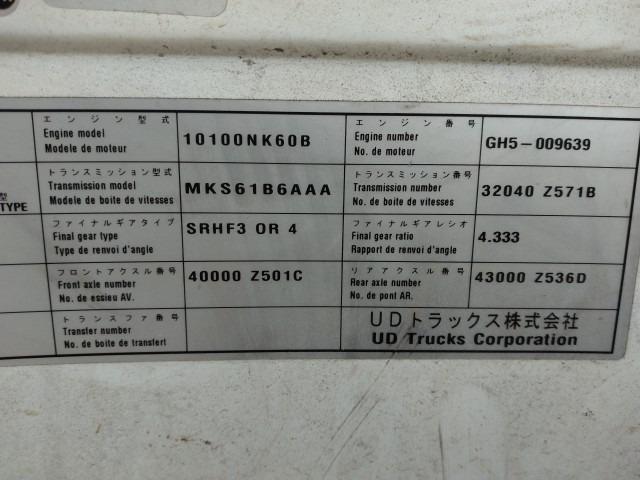 エンジン型式
Engine model
Modele de moteur
10100NK60B
エンジン番号
Engine number
No. de moteur
GH5-009639
型
TYPE
トランスミッション型式
Transmission model
Modele de boite de vitesses
MKS61B6AAA
トランスミッション番号
Transmission number
No. de boite de vitesses
32040 Z571B
ファイナルギアタイプ
Final gear type
Type de renvoi d'angle
SRHF3 OR 4
ファイナルギアレシオ
Final gear ratio
Rapport de renvoi d'angle
4.333
フロントアクスル番号
Front axle number
No. de essieu AV.
40000 Z501C
リアアクスル番号
Rear axle number
No. de pont AR.
43000 Z536D
トランスファ番号
Transfer number
No. de boite de transfert
UDトラックス株式会社
UD Trucks Corporation